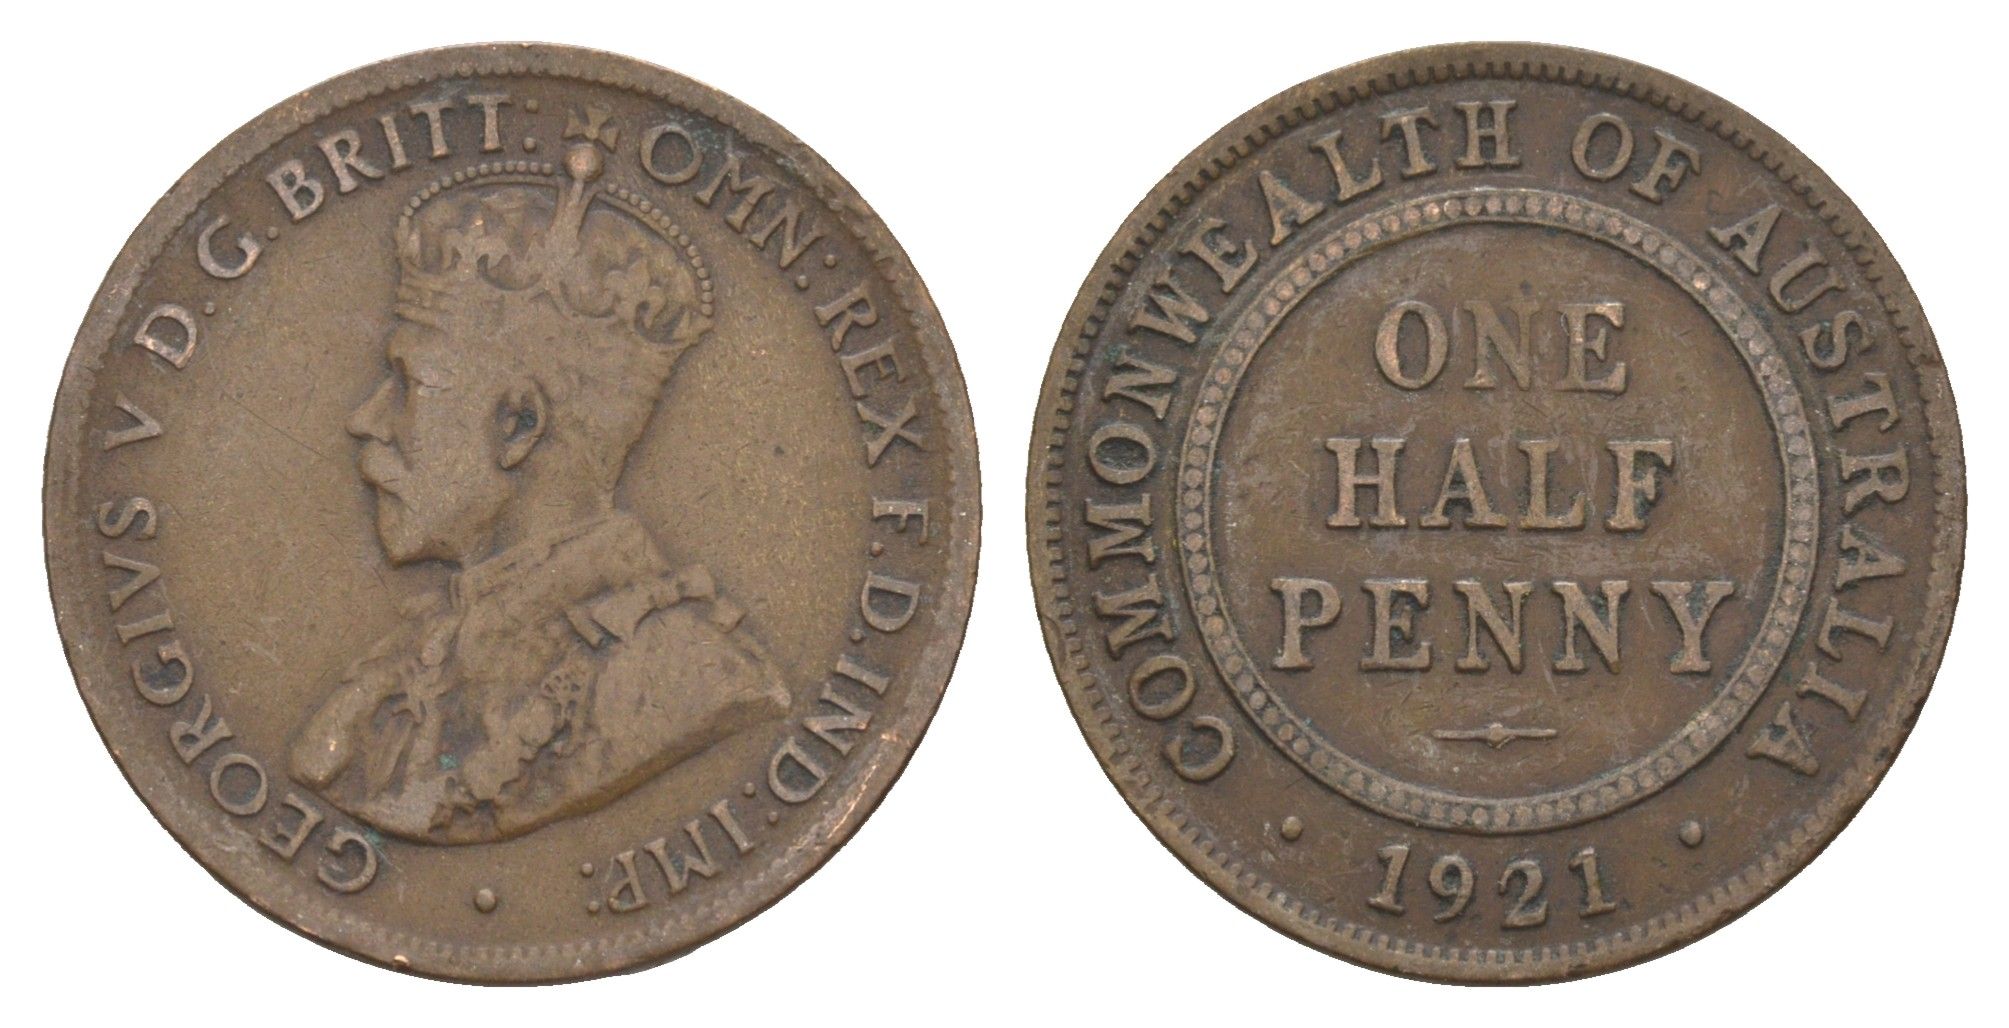 GEORGIVS V D.G. BRITT: OMN: REX F.D. IND: IMP:
COMMONWEALTH OF AUSTRALIA
ONE
HALF
PENNY
· 1921 ·